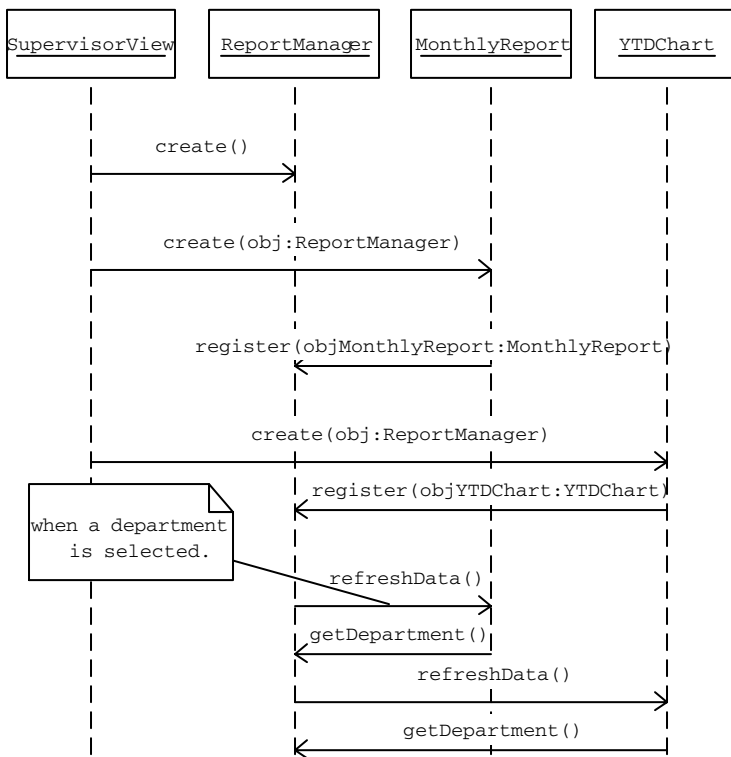 SupervisorView
ReportManager
MonthlyReport
YTDChart
create()
create(obj:ReportManager)
register(objMonthlyReport:MonthlyReport)
create(obj:ReportManager)
register(objYTDChart:YTDChart)
when a department
is selected.
refreshData()
getDepartment()
refreshData()
getDepartment()